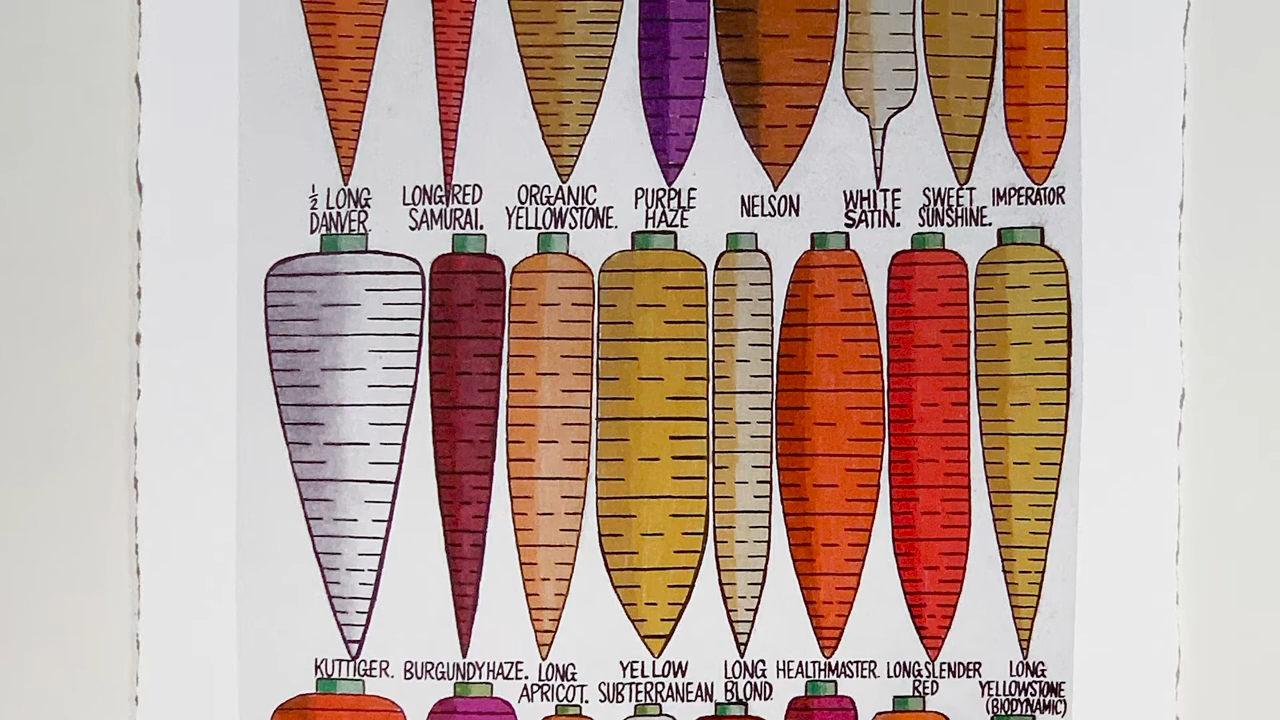 ½ LONG DANVER.
LONG RED SAMURAI.
ORGANIC YELLOWSTONE.
PURPLE HAZE
NELSON
WHITE SATIN.
SWEET SUNSHINE.
IMPERATOR
KUTTIGER.
BURGUNDY HAZE.
LONG APRICOT.
YELLOW SUBTERRANEAN
LONG BLOND.
HEALTHMASTER.
LONG SLENDER RED
LONG YELLOWSTONE (BIODYNAMIC)